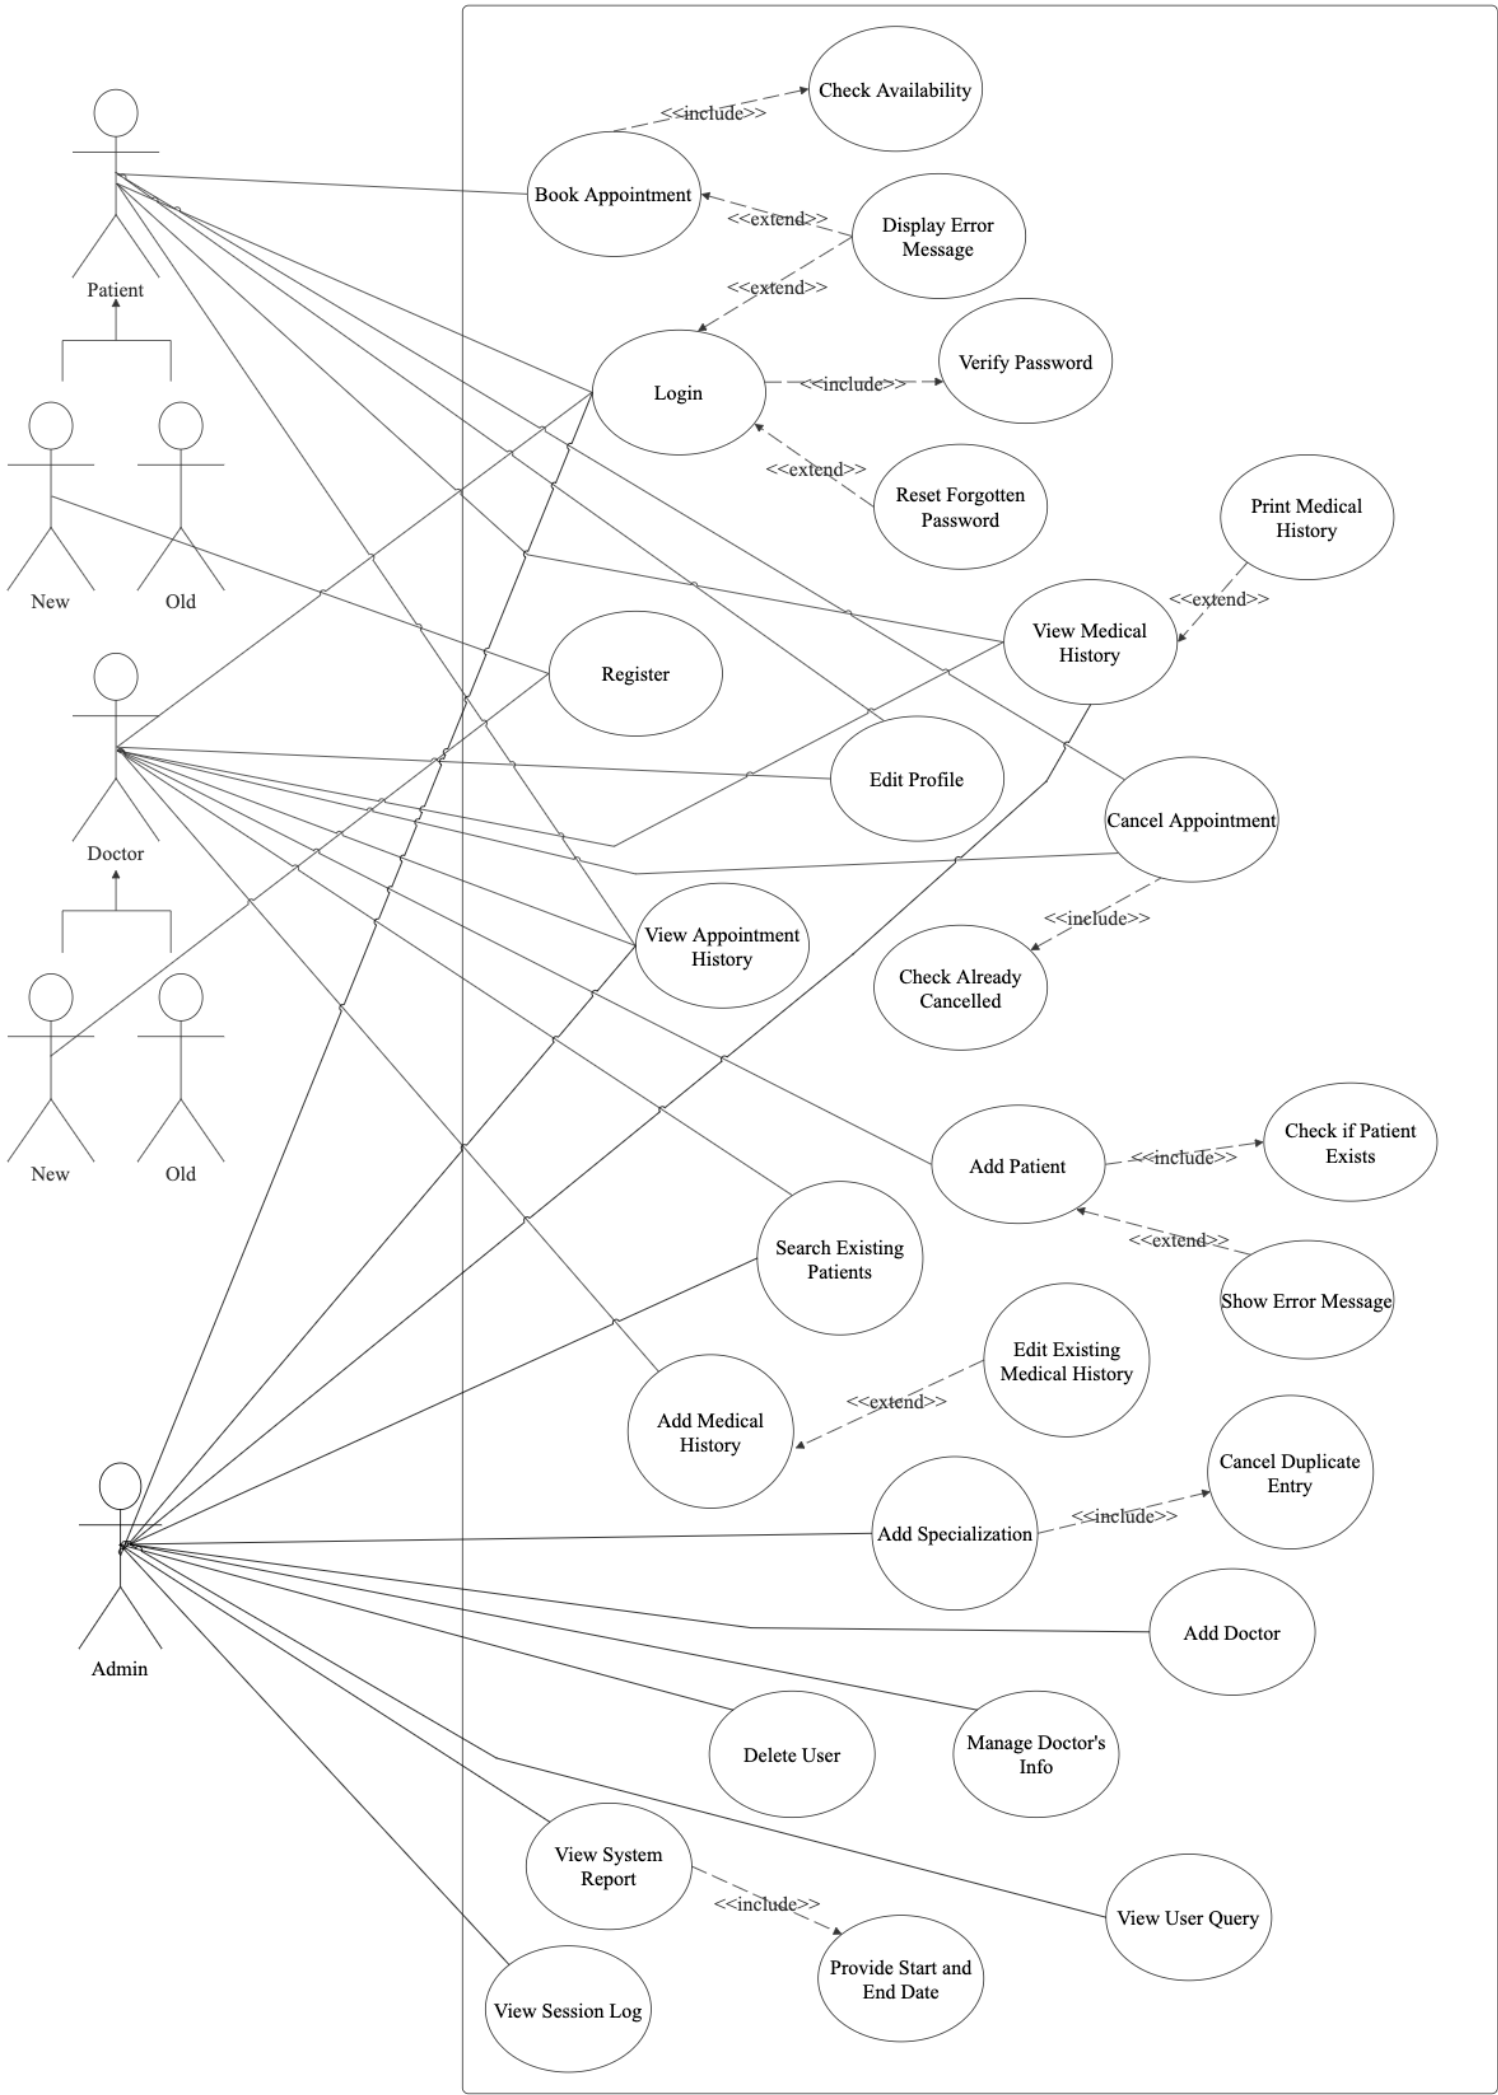 Check Availability
<<include>>
Book Appointment
<<extend>>
Display Error
Message
Patient
<<extend>>
Verify Password
<<include>>
Login
<<extend>>
Reset Forgotten
Password
Print Medical
History
New
Old
<<extend>>
View Medical
History
Register
Edit Profile
Cancel Appointment
Doctor
<<include>>
View Appointment
History
Check Already
Cancelled
New
Old
Add Patient
<<include>>
Check if Patient
Exists
<<extend>>
Show Error Message
Search Existing
Patients
Edit Existing
Medical History
<<extend>>
Add Medical
History
Cancel Duplicate
Entry
<<include>>
Add Specialization
Add Doctor
Admin
Delete User
Manage Doctor's
Info
View System
Report
<<include>>
View User Query
Provide Start and
End Date
View Session Log